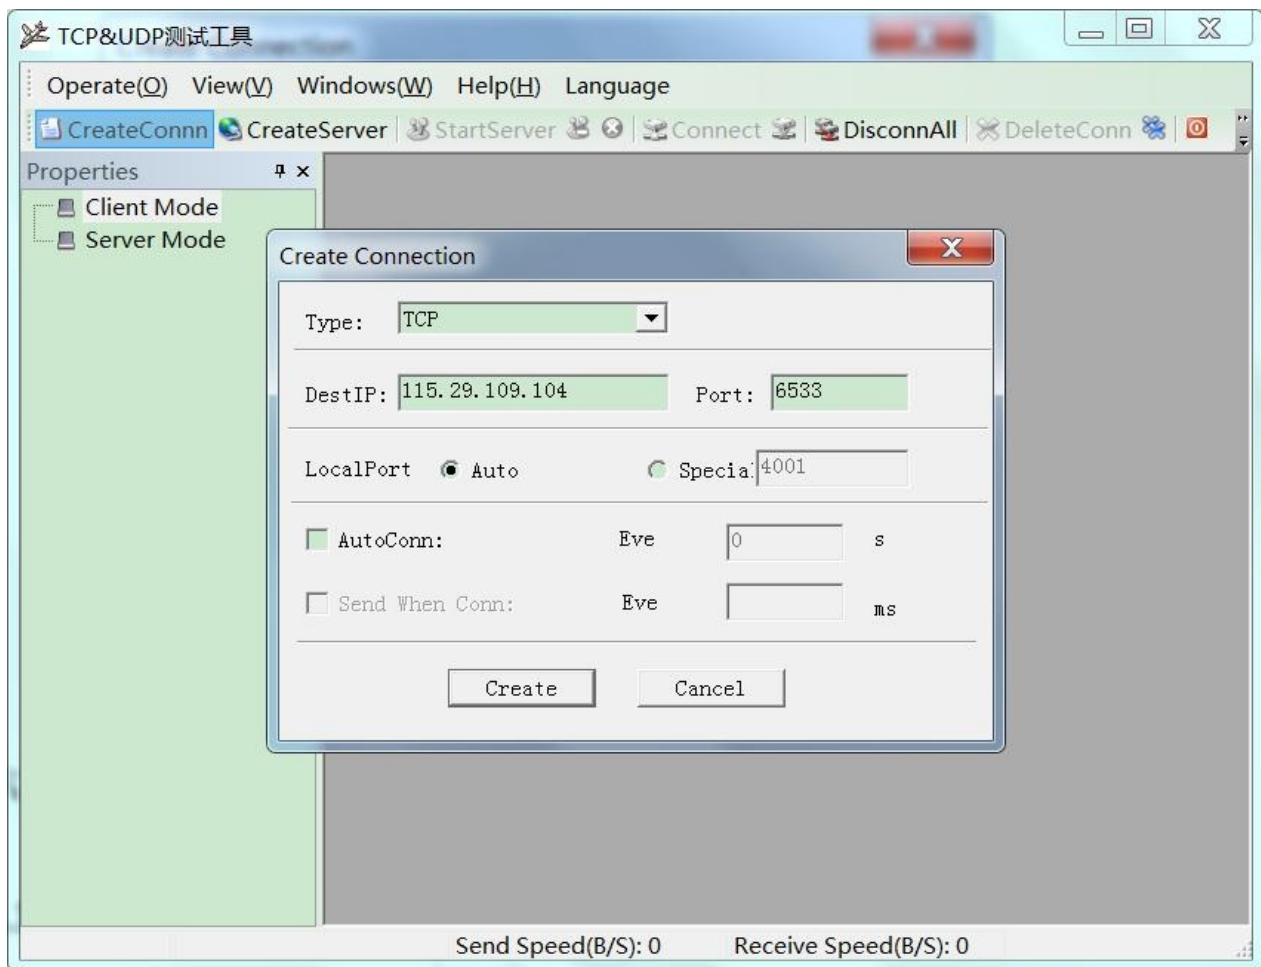 TCP&UDP测试工具
Operate(O) View(V) Windows(W) Help(H) Language
CreateConnn CreateServer StartServer Connect DisconnAll DeleteConn
Properties
Client Mode
Server Mode
Create Connection
Type: TCP
DestIP: 115.29.109.104 Port: 6533
LocalPort Auto Special 4001
AutoConn: Eve 0 s
Send When Conn: Eve ms
Create Cancel
Send Speed(B/S): 0 Receive Speed(B/S): 0